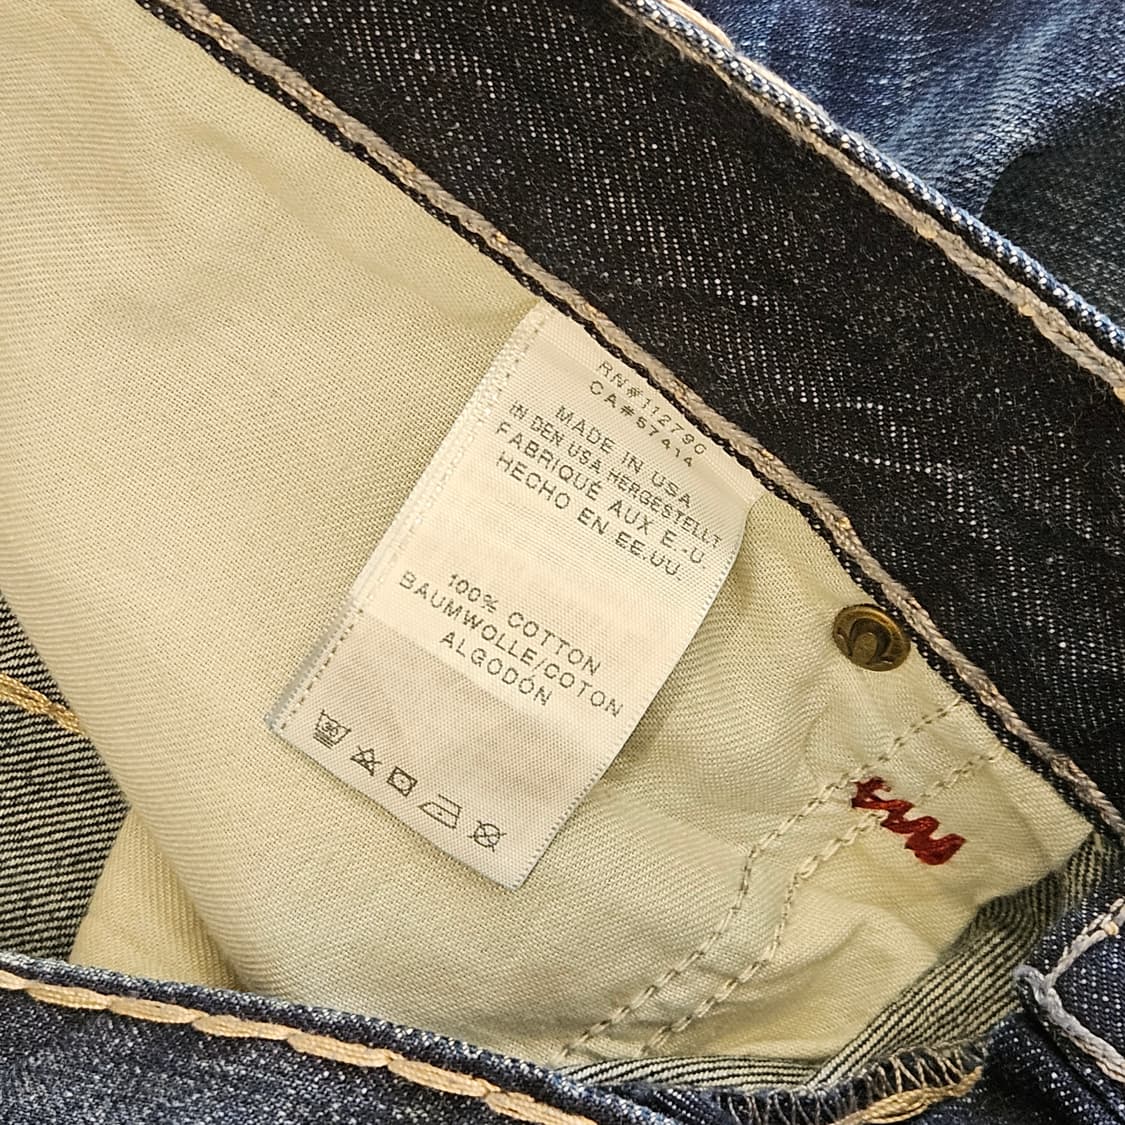 RN#112790
CA#57414
MADE IN USA
IN DEN USA HERGESTELLT
FABRIQUÉ AUX E.-U.
HECHO EN EE.UU.
100% COTTON
BAUMWOLLE/COTON
ALGODÓN